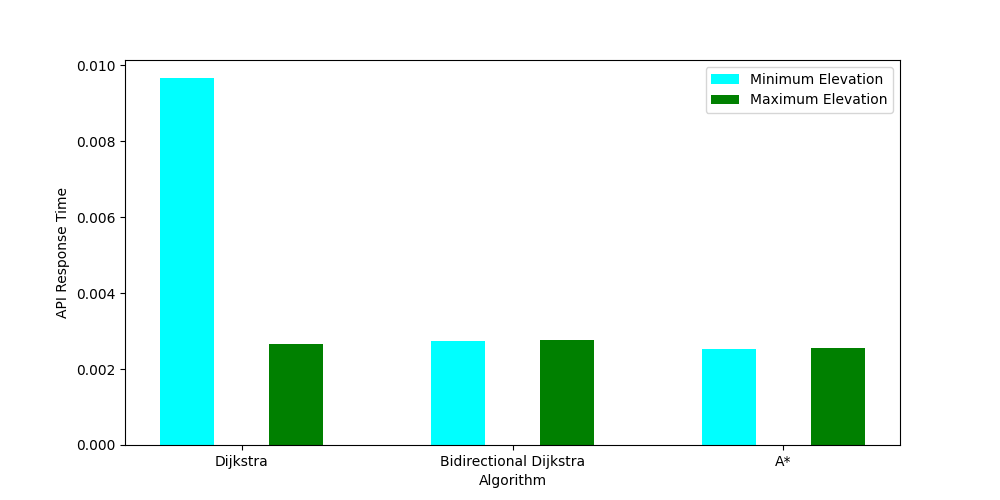 0.010
0.008
0.006
0.004
0.002
0.000
API Response Time
Minimum Elevation
Maximum Elevation
Dijkstra
Bidirectional Dijkstra
A*
Algorithm